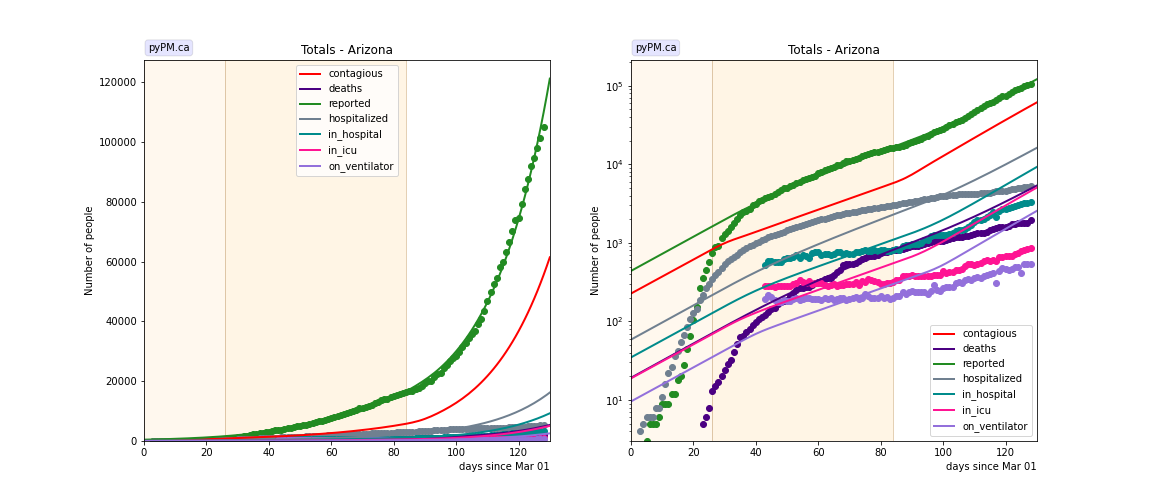 pyPM.ca
Totals - Arizona
Number of people
120000
100000
80000
60000
40000
20000
0
0 20 40 60 80 100 120
days since Mar 01
contagious
deaths
reported
hospitalized
in_hospital
in_icu
on_ventilator
pyPM.ca
Totals - Arizona
Number of people
10⁵
10⁴
10³
10²
10¹
0 20 40 60 80 100 120
days since Mar 01
contagious
deaths
reported
hospitalized
in_hospital
in_icu
on_ventilator